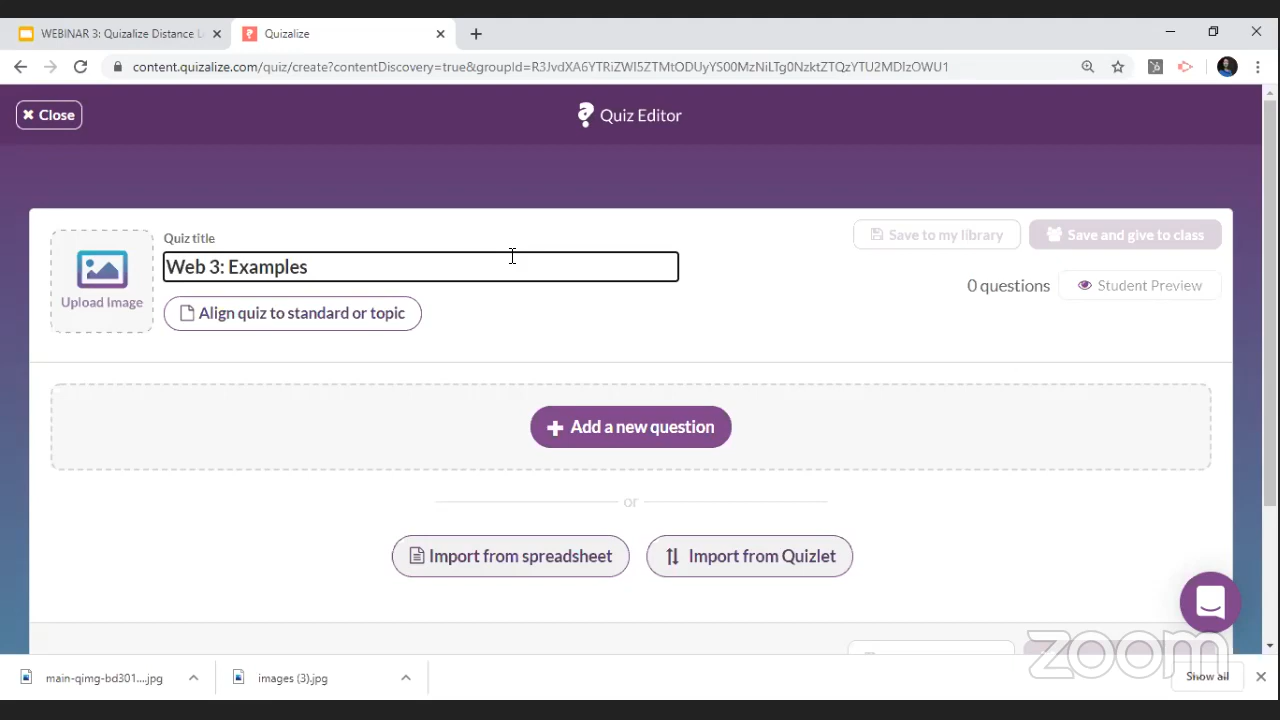 WEBINAR 3: Quizalize Distance L
Quizalize
content.quizalize.com/quiz/create?contentDiscovery=true&groupId=R3JvdXA6YTRiZWI5ZTMtODUyYS00MzNiLTg0NzktZTQzYTU2MDIzOWU1
Close
Quiz Editor
Upload Image
Quiz title
Web 3: Examples
Align quiz to standard or topic
Save to my library
Save and give to class
0 questions
Student Preview
Add a new question
or
Import from spreadsheet
Import from Quizlet
zoom
main-qimg-bd301....jpg
images (3).jpg
Show all